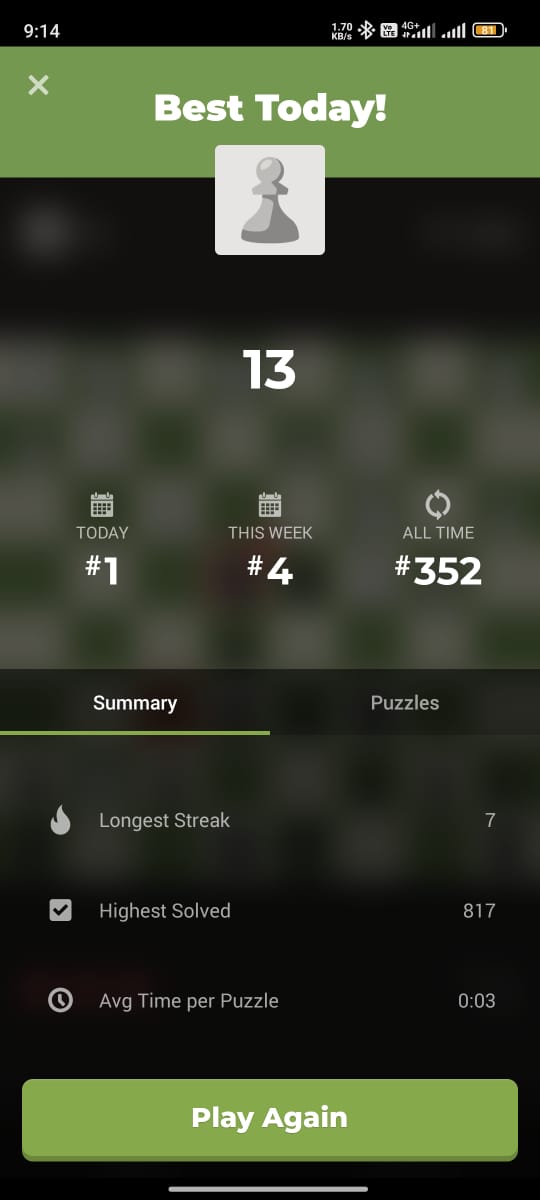 9:14
1.70
KB/s
Vo
LTE
4G+
81
Best Today!
13
TODAY
THIS WEEK
ALL TIME
#1
#4
#352
Summary
Puzzles
Longest Streak
7
Highest Solved
817
Avg Time per Puzzle
0:03
Play Again